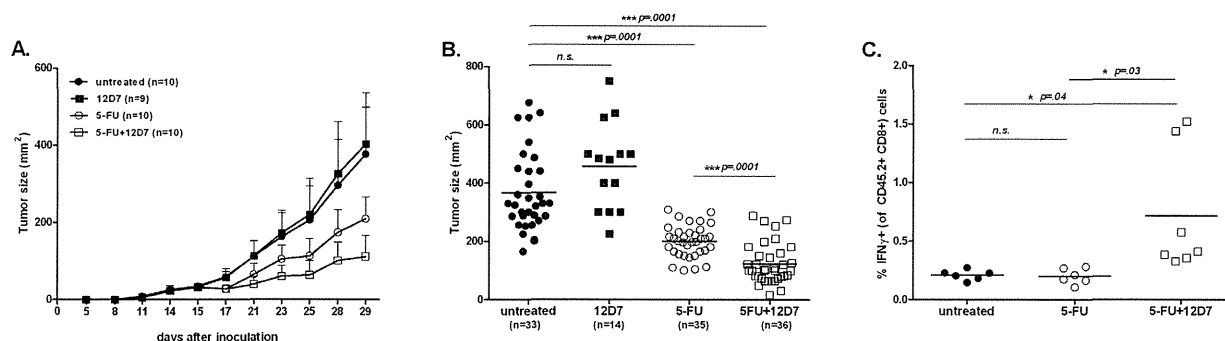 A.
600
400
200
0
Tumor size (mm²)
untreated (n=10)
12D7 (n=9)
5-FU (n=10)
5-FU+12D7 (n=10)
5 8 11 14 15 17 21 23 25 28 29
days after inoculation
B.
*** p=.0001
*** p=.0001
n.s.
*** p=.0001
800
600
400
200
0
Tumor size (mm²)
untreated 12D7 5-FU 5FU+12D7
(n=33) (n=14) (n=35) (n=36)
C.
* p=.03
* p=.04
n.s.
2.0
1.5
1.0
0.5
0.0
% IFNγ+ (of CD45.2+ CD8+) cells
untreated 5-FU 5-FU+12D7